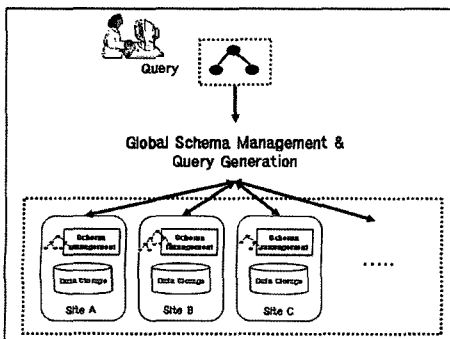 Query
Global Schema Management &
Query Generation
Schema
Management
Data Storage
Site A
Schema
Management
Data Storage
Site B
Schema
management
Data Storage
Site C
.....